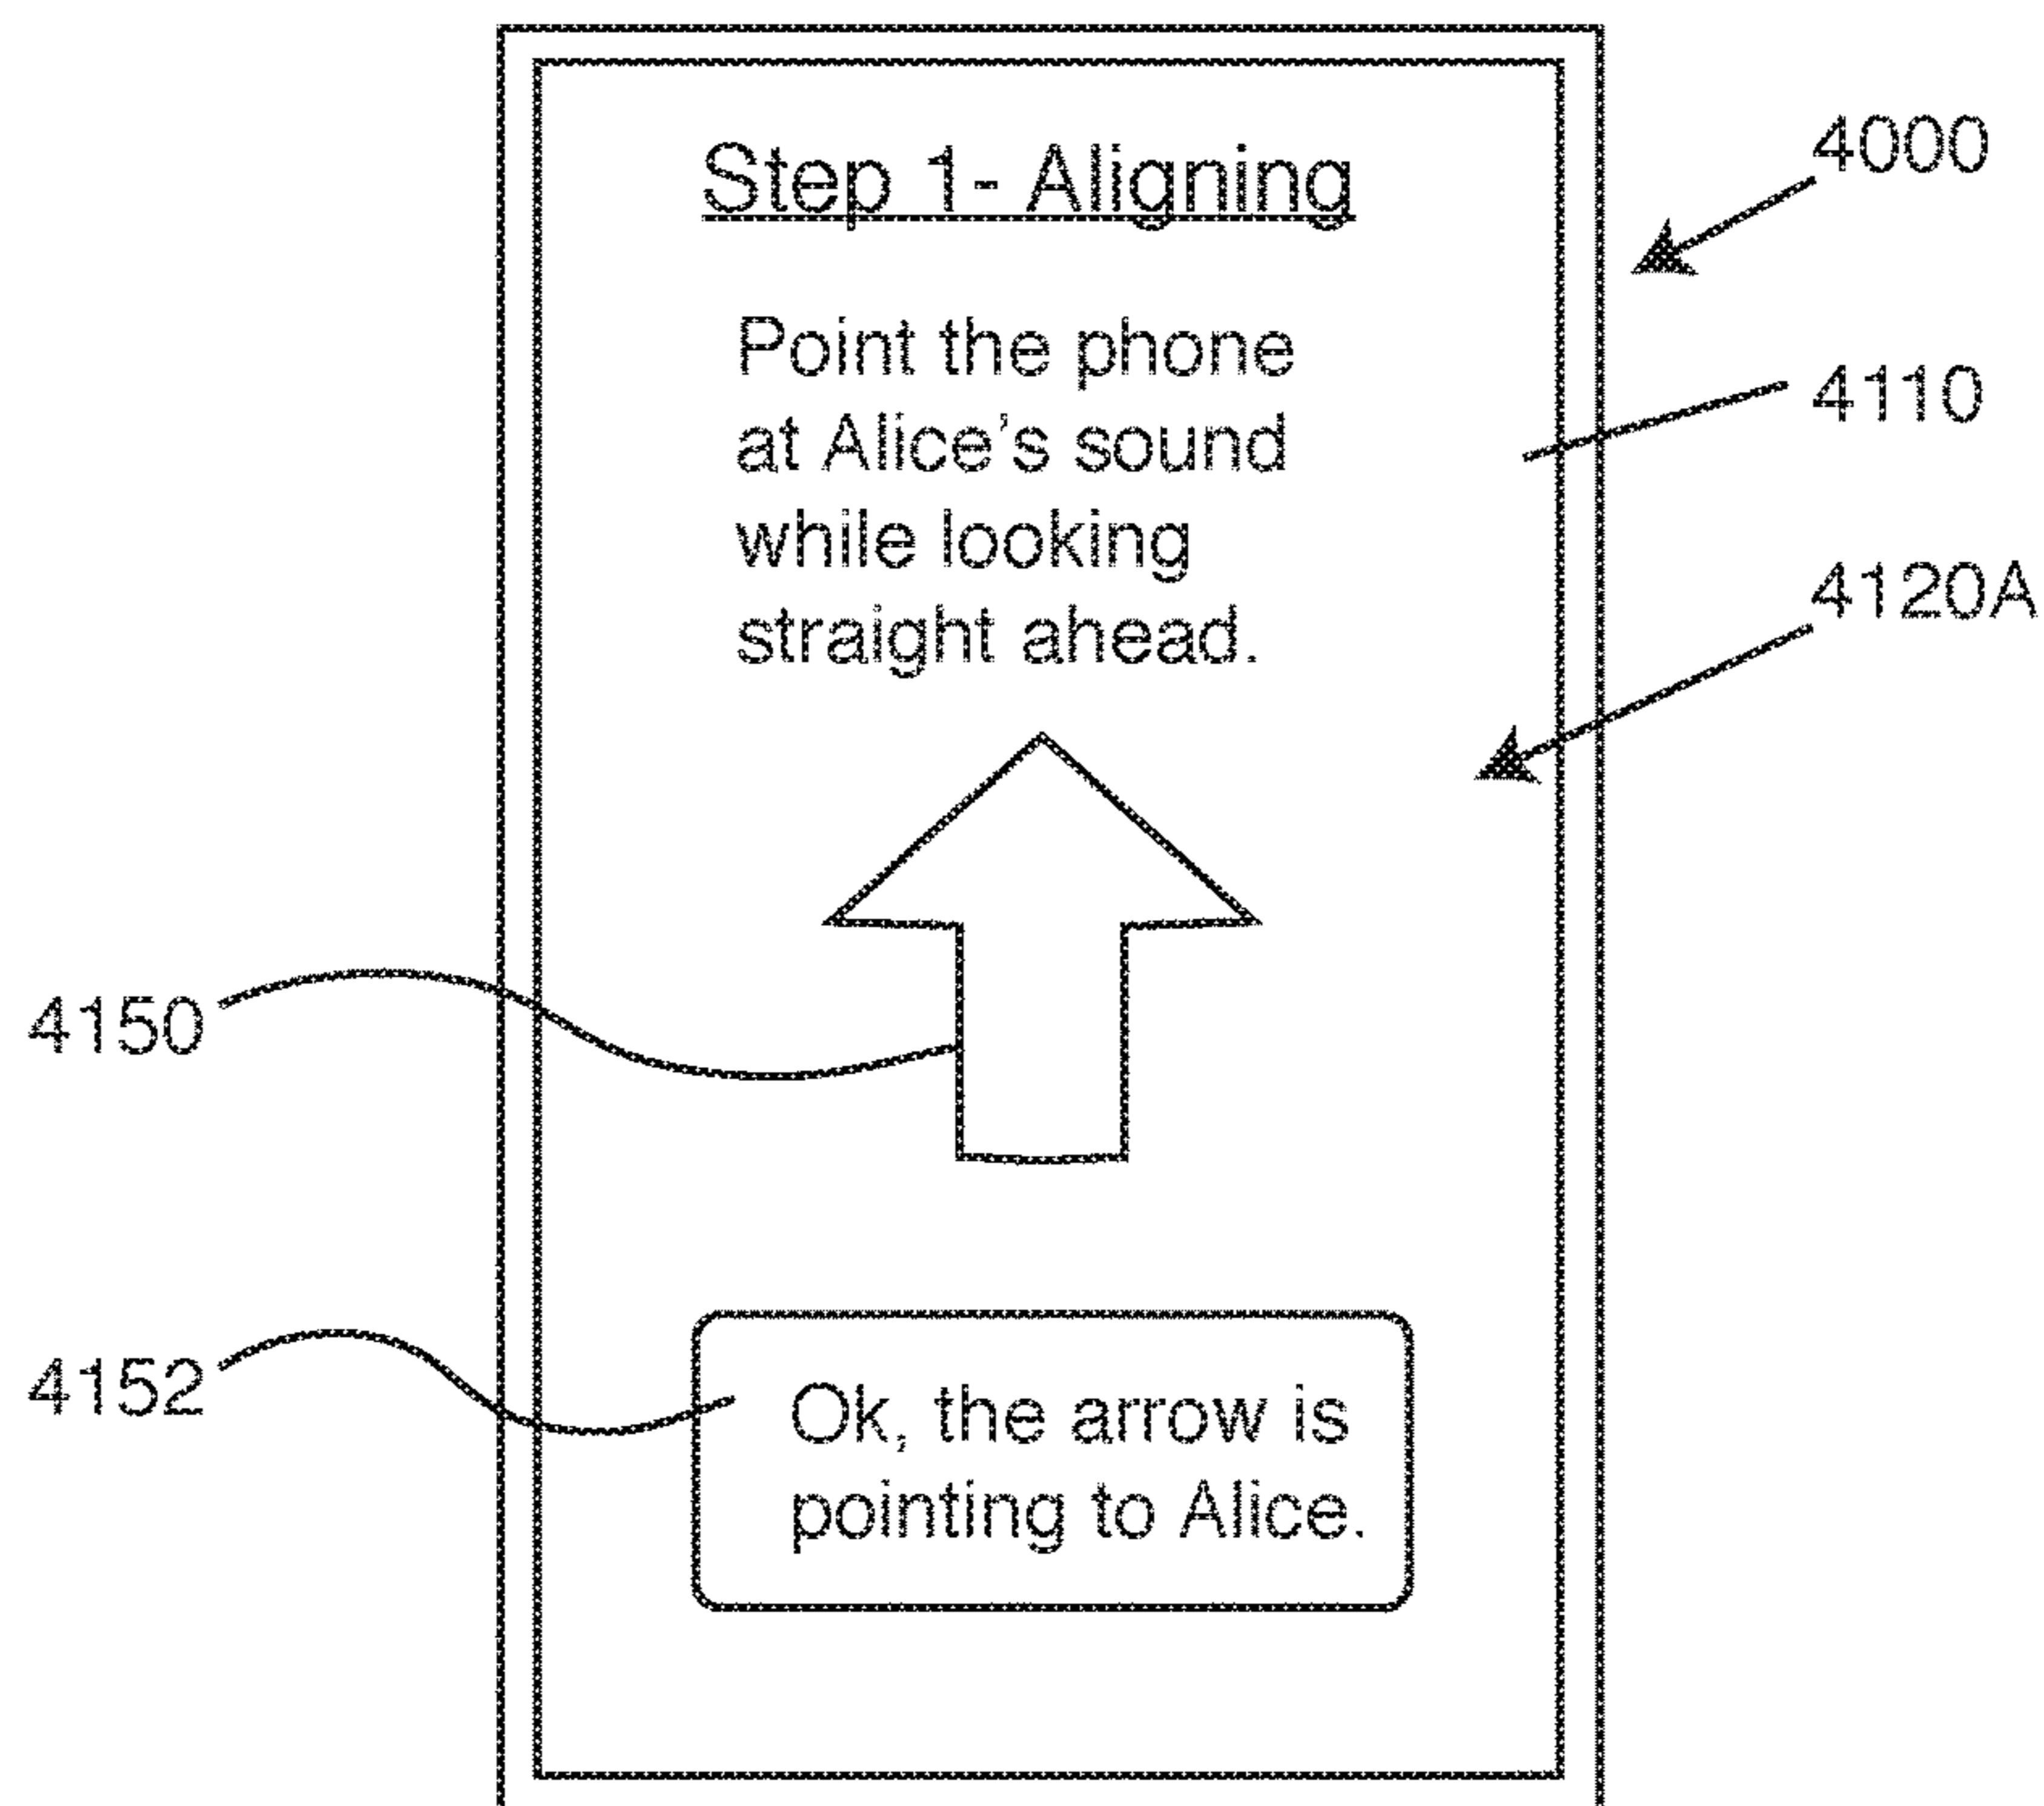 Step 1- Aligning
4000
Point the phone
4110
at Alice's sound
while looking
4120A
straight ahead.
4150
4152
Ok, the arrow is
pointing to Alice.